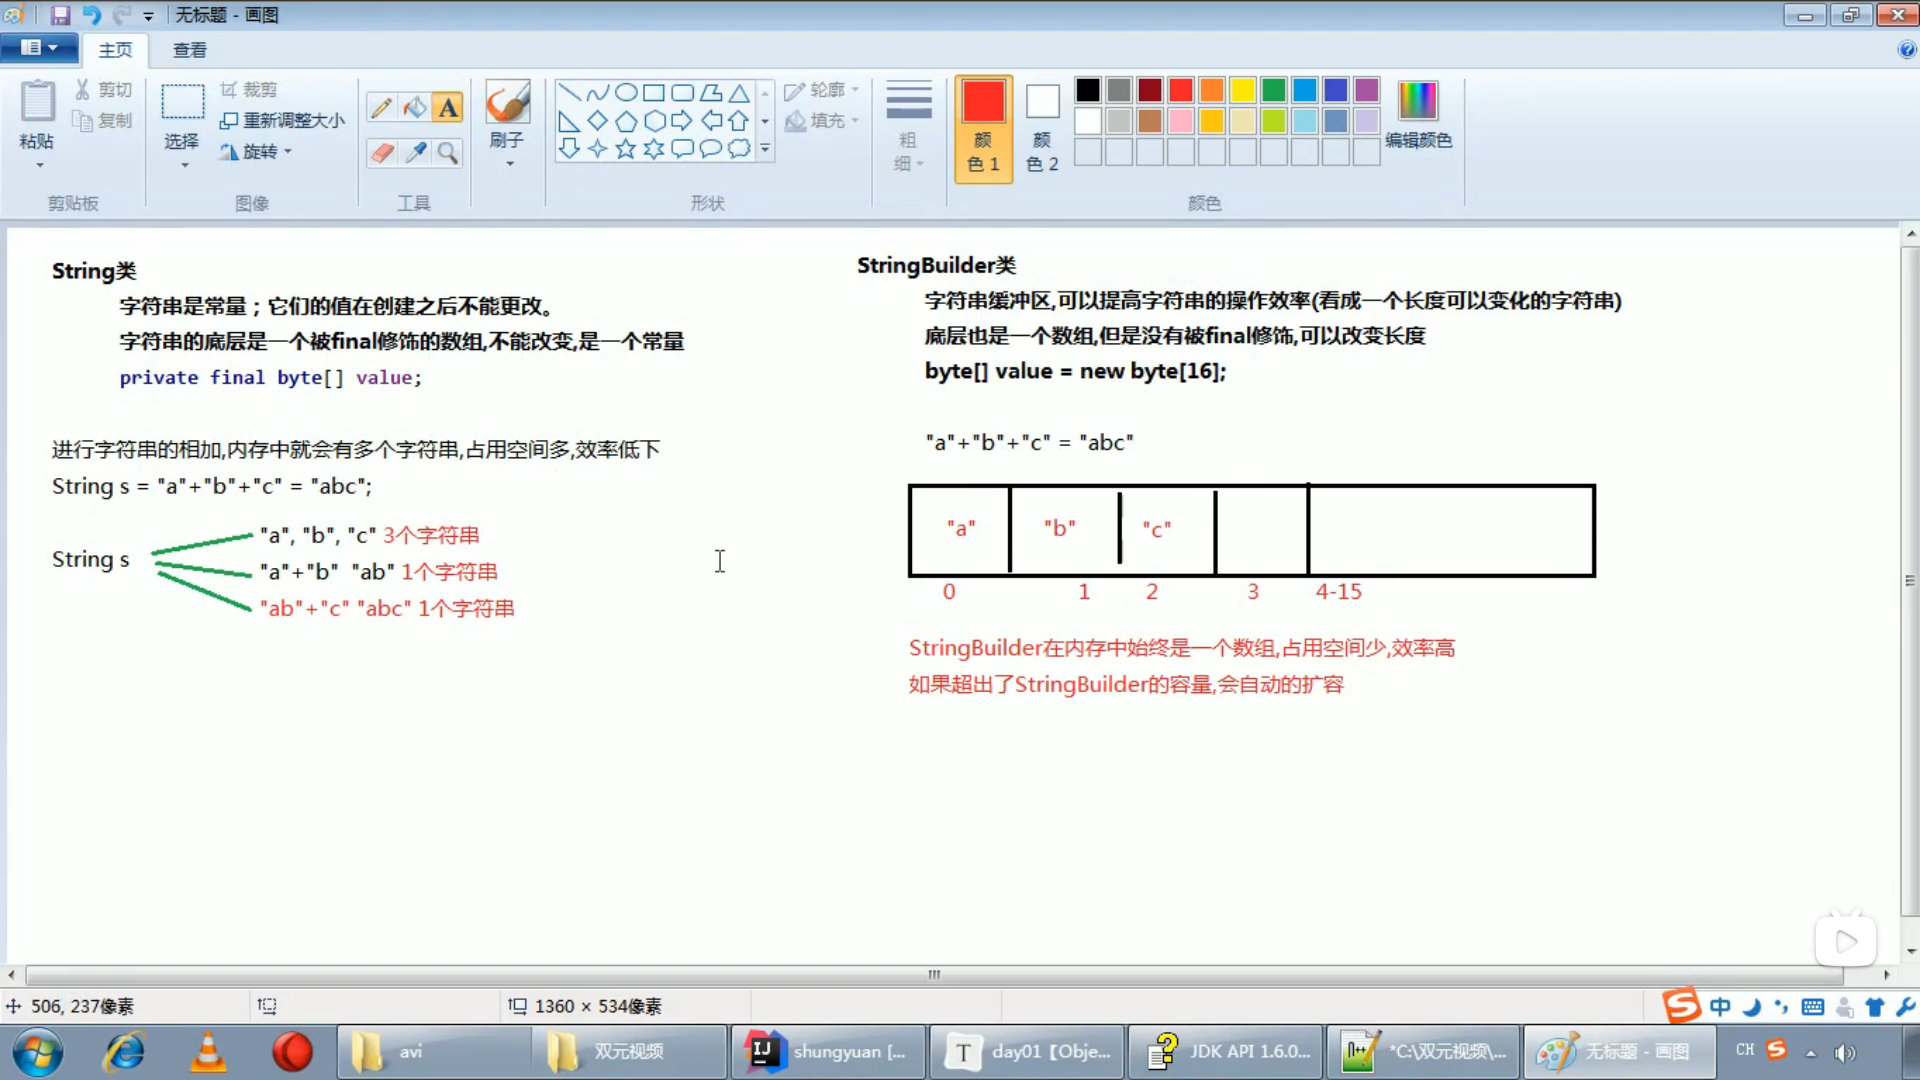 无标题 - 画图
主页
查看
粘贴
剪切
复制
剪贴板
选择
裁剪
重新调整大小
旋转
图像
A
工具
刷子
形状
轮廓
填充
粗
细
颜
色 1
颜
色 2
编辑颜色
颜色
String类
字符串是常量；它们的值在创建之后不能更改。
字符串的底层是一个被final修饰的数组,不能改变,是一个常量
private final byte[] value;
进行字符串的相加,内存中就会有多个字符串,占用空间多,效率低下
String s = "a"+"b"+"c" = "abc";
String s
"a", "b", "c" 3个字符串
"a"+"b" "ab" 1个字符串
"ab"+"c" "abc" 1个字符串
StringBuilder类
字符串缓冲区,可以提高字符串的操作效率(看成一个长度可以变化的字符串)
底层也是一个数组,但是没有被final修饰,可以改变长度
byte[] value = new byte[16];
"a"+"b"+"c" = "abc"
"a" "b" "c"
0 1 2 3 4-15
StringBuilder在内存中始终是一个数组,占用空间少,效率高
如果超出了StringBuilder的容量,会自动的扩容
506, 237像素
1360 × 534像素
中
avi
双元视频
shungyuan [...
day01【Obje...
JDK API 1.6.0...
*C:\双元视频\...
无标题 - 画图
CH